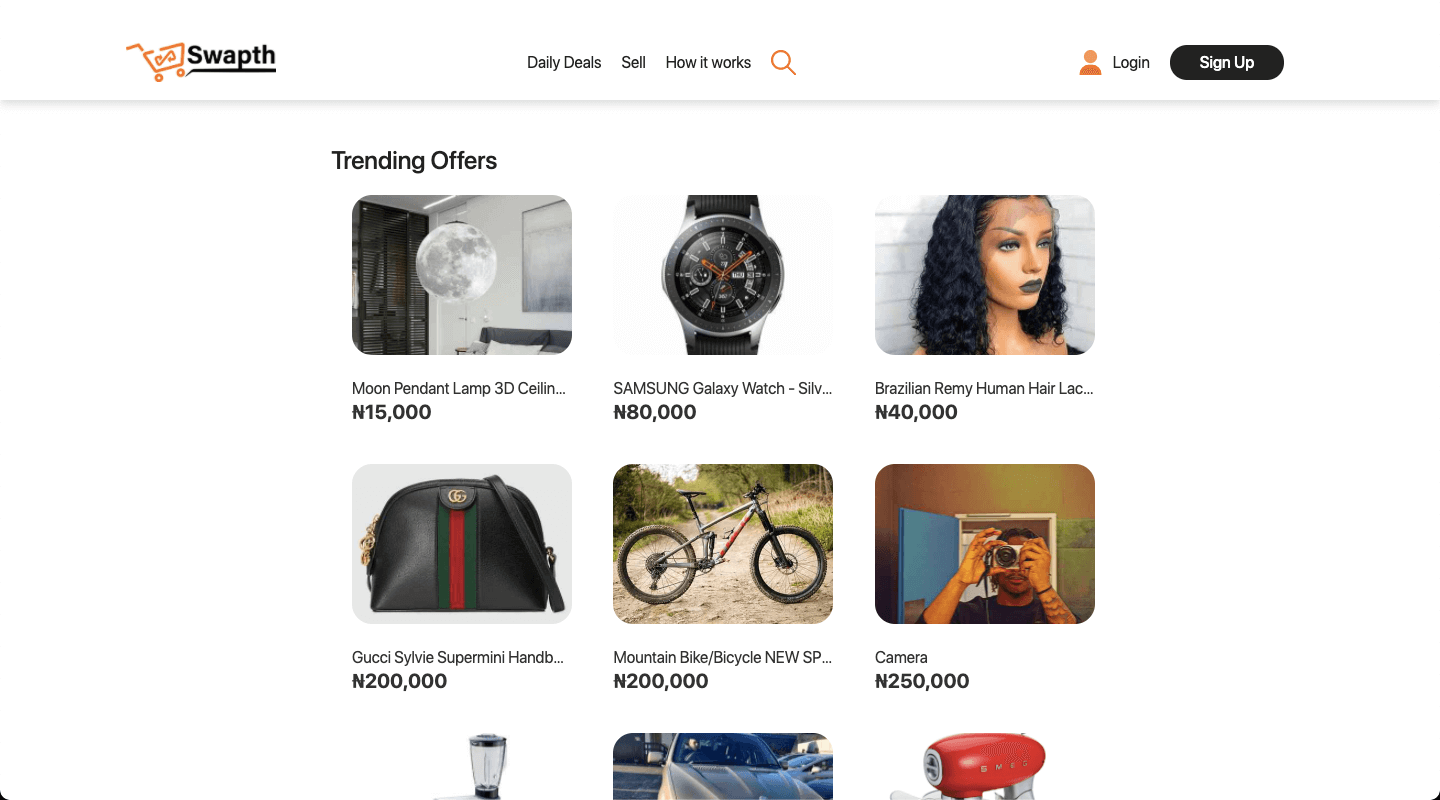 Swapth
Daily Deals
Sell
How it works
Login
Sign Up
Trending Offers
Moon Pendant Lamp 3D Ceilin...
₦15,000
SAMSUNG Galaxy Watch - Silv...
₦80,000
Brazilian Remy Human Hair Lac...
₦40,000
Gucci Sylvie Supermini Handb...
₦200,000
Mountain Bike/Bicycle NEW SP...
₦200,000
Camera
₦250,000
SMEG